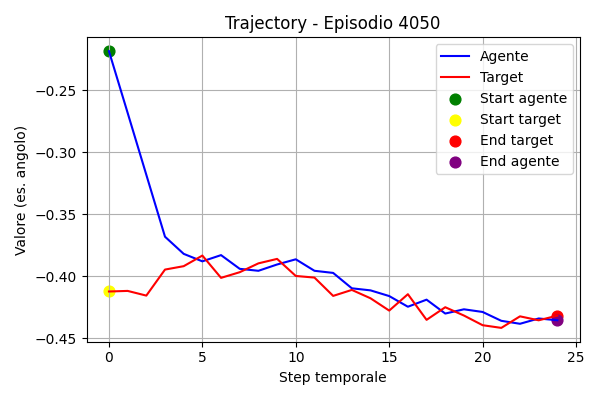 Trajectory - Episodio 4050
Valore (es. angolo)
−0.25
−0.30
−0.35
−0.40
−0.45
Agente
Target
Start agente
Start target
End target
End agente
0 5 10 15 20 25
Step temporale